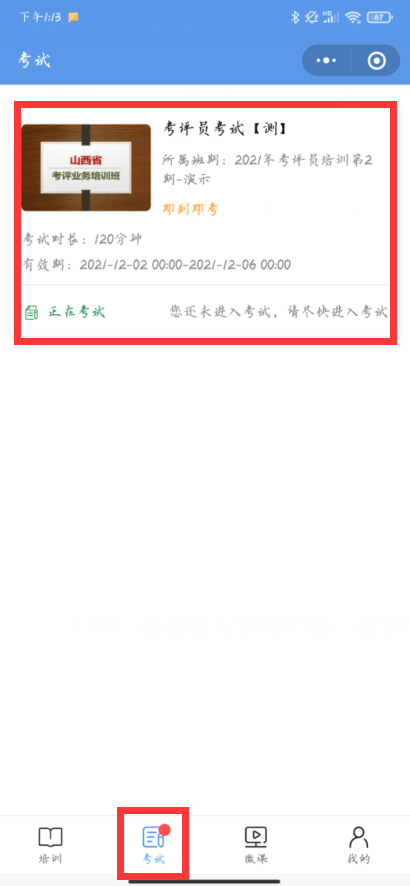 下午1:13
HD
67
考试
山西省
考评业务培训班
考评员考试【测】
所属班期：2021年考评员培训第2
期-演示
即到即考
考试时长：120分钟
有效期：2021-12-02 00:00-2021-12-06 00:00
正在考试
您还未进入考试，请尽快进入考试
培训
考试
微课
我的